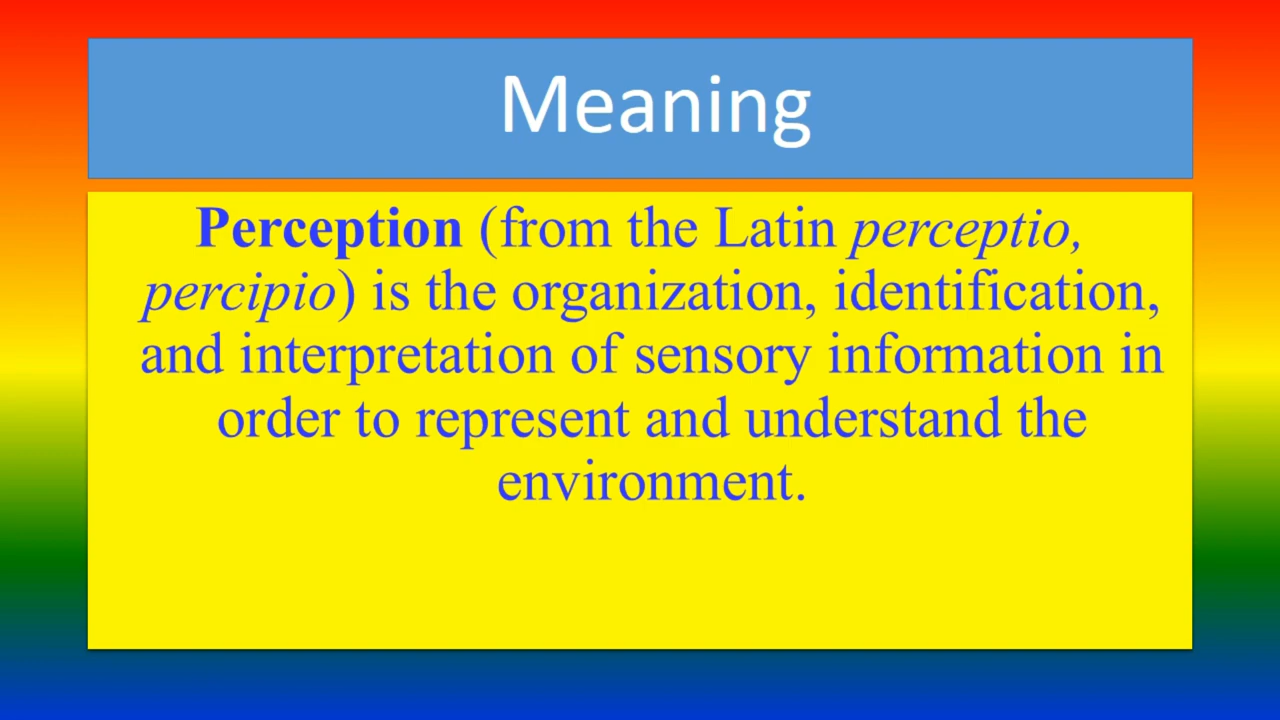 Meaning
Perception (from the Latin perceptio,
percipio) is the organization, identification,
and interpretation of sensory information in
order to represent and understand the
environment.